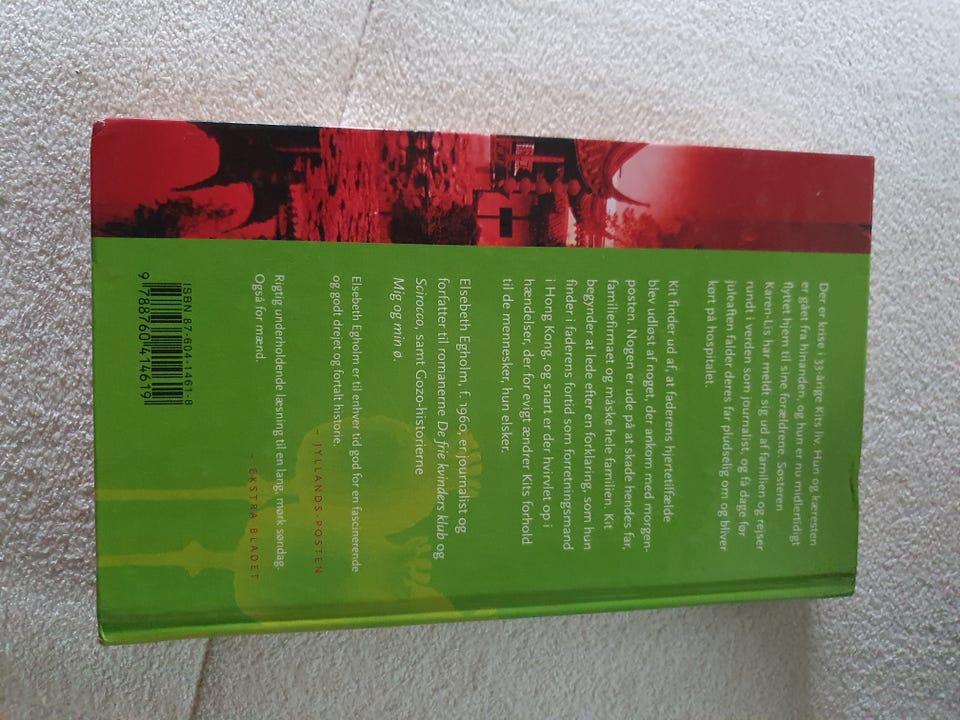 Der er krise i 33-årige Kits liv. Hun og kæresten
er gået fra hinanden, og hun er nu midlertidigt
flyttet hjem til sine forældrene. Søsteren
Karen-Lis har meldt sig ud af familien og rejser
rundt i verden som journalist, og få dage før
juleaften falder deres far pludselig om og bliver
kørt på hospitalet.
Kit finder ud af, at faderens hjertetilfælde
blev udløst af noget, der ankom med morgen-
posten. Nogen er ude på at skade hendes far,
familiefirmaet og måske hele familien. Kit
begynder at lede efter en forklaring, som hun
finder i faderens fortid som forretningsmand
i Hong Kong, og snart er der hvirvlet op i
hændelser, der for evigt ændrer Kits forhold
til de mennesker, hun elsker.
Elsebeth Egholm, f. 1960, er journalist og
forfatter til romanerne De frie kvinders klub og
Scirocco, samt Gozo-historierne
Mig og min ø.
Elsebeth Egholm er til enhver tid god for en fascinerende
og godt drejet og fortalt historie.
– JYLLANDS-POSTEN
Rigtig underholdende læsning til en lang, mørk søndag.
Også for mænd.
– EKSTRA BLADET
ISBN 87-604-1461-8
9 788760 414619